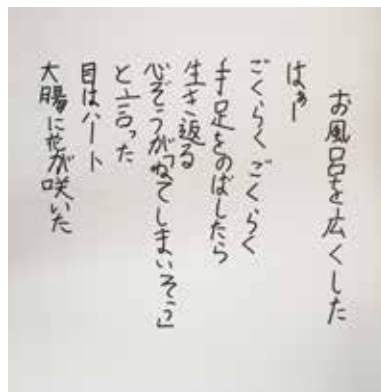 お風呂を広くした
はぁー
ごくらくごくらく
手足をのばしたら
生き返る
心ぞうが「ねてしまいそう」
と言った
目はハート
大腸に花が咲いた